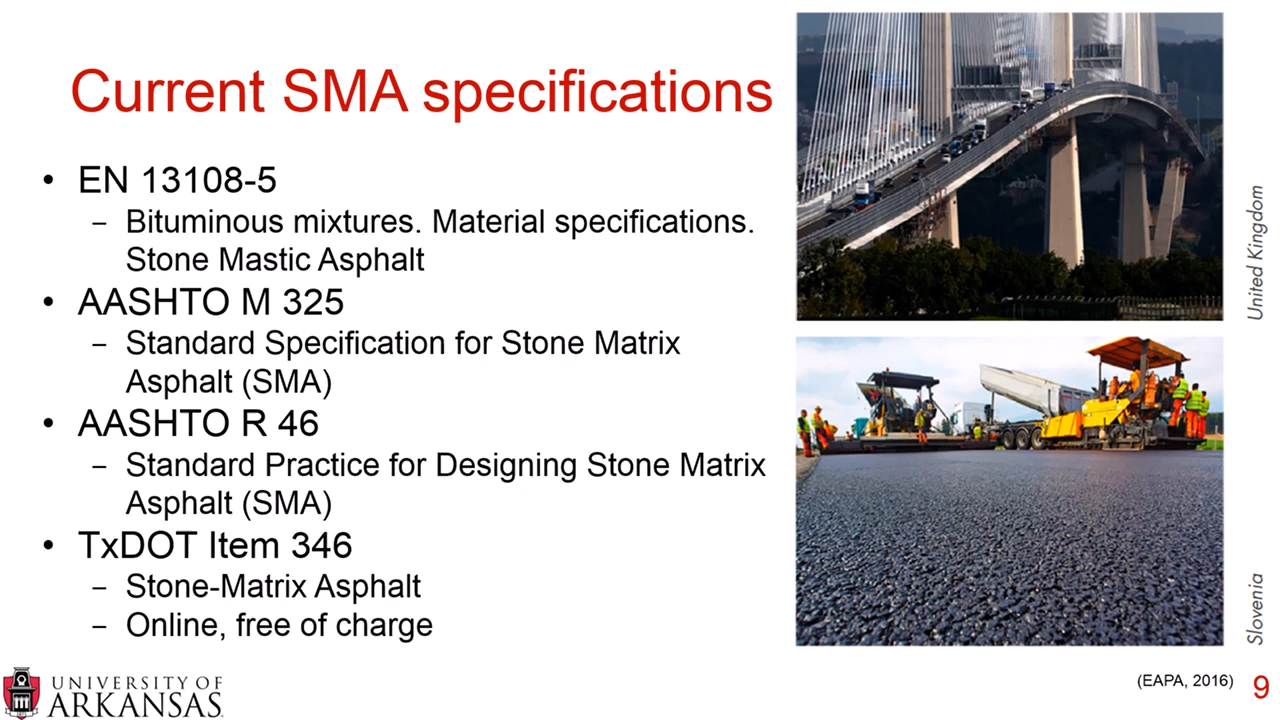 Current SMA specifications
• EN 13108-5
– Bituminous mixtures. Material specifications.
Stone Mastic Asphalt
• AASHTO M 325
– Standard Specification for Stone Matrix
Asphalt (SMA)
• AASHTO R 46
– Standard Practice for Designing Stone Matrix
Asphalt (SMA)
• TxDOT Item 346
– Stone-Matrix Asphalt
– Online, free of charge
United Kingdom
Slovenia
UNIVERSITY OF
ARKANSAS
(EAPA, 2016)
9